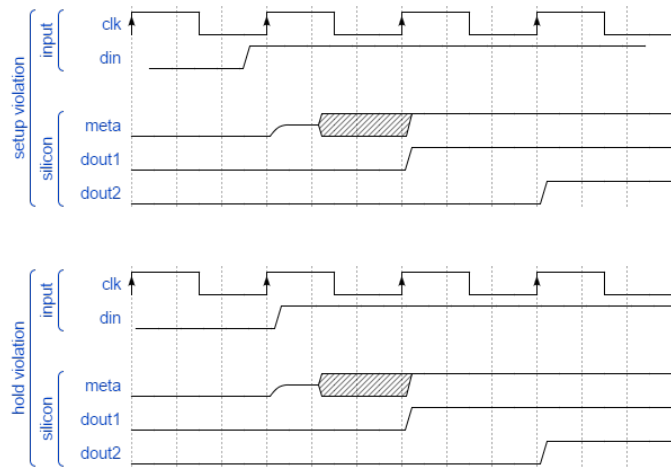 setup violation
input
clk
din
silicon
meta
dout1
dout2
hold violation
input
clk
din
silicon
meta
dout1
dout2